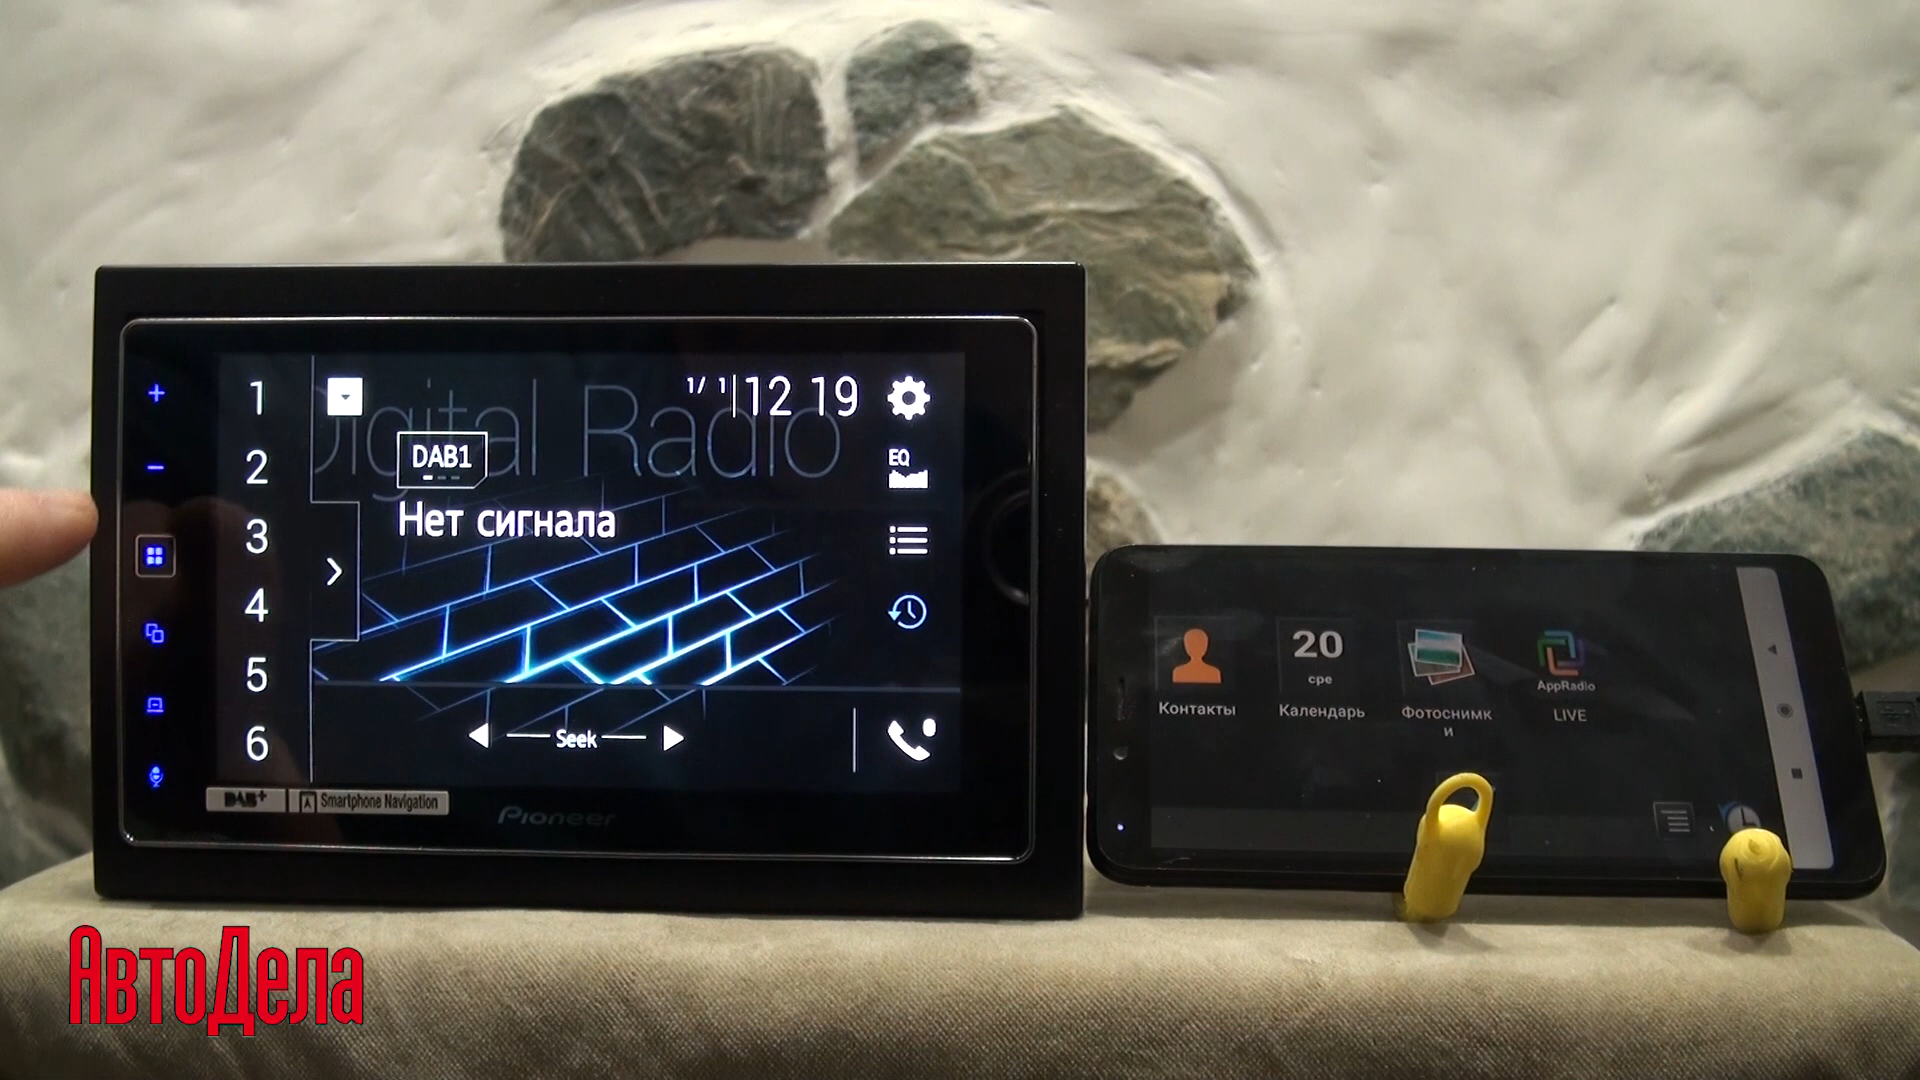 1
2
3
4
5
6
Digital Radio
1/ 1
12 19
DAB1
Нет сигнала
EQ
Seek
DAB+
Smartphone Navigation
Pioneer
Контакты
20
сре
Календарь
Фотоснимк
и
AppRadio
LIVE
АвтоДела